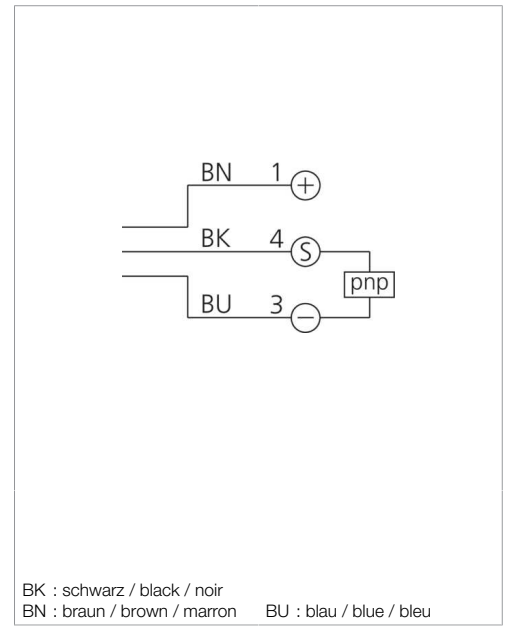 BN 1 +
BK 4 S
pnp
BU 3 −
BK : schwarz / black / noir
BN : braun / brown / marron BU : blau / blue / bleu